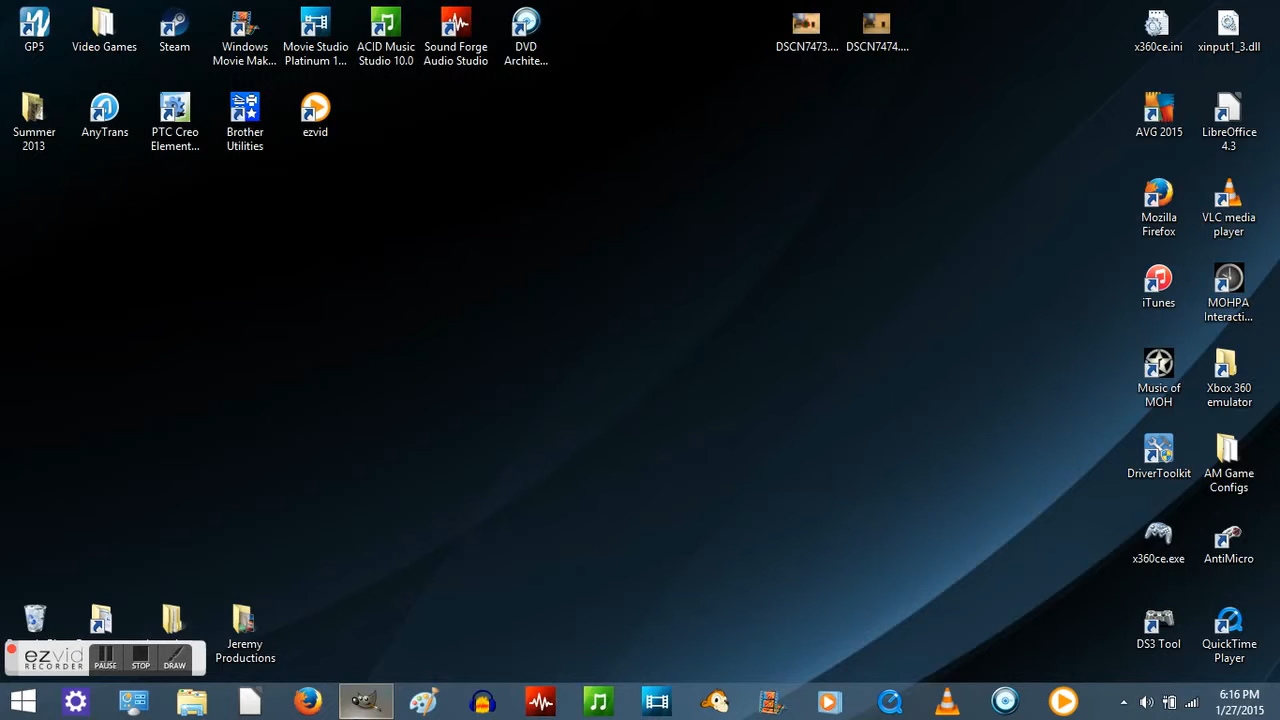 GP5
Video Games
Steam
Windows
Movie Mak...
Movie Studio
Platinum 1...
ACID Music
Studio 10.0
Sound Forge
Audio Studio
DVD
Archite...
DSCN7473....
DSCN7474....
x360ce.ini
xinput1_3.dll
Summer
2013
AnyTrans
PTC Creo
Element...
Brother
Utilities
ezvid
AVG 2015
LibreOffice
4.3
Mozilla
Firefox
VLC media
player
iTunes
MOHPA
Interacti...
Music of
MOH
Xbox 360
emulator
DriverToolkit
AM Game
Configs
x360ce.exe
AntiMicro
Jeremy
Productions
DS3 Tool
QuickTime
Player
ezvid
RECORDER
PAUSE
STOP
DRAW
6:16 PM
1/27/2015